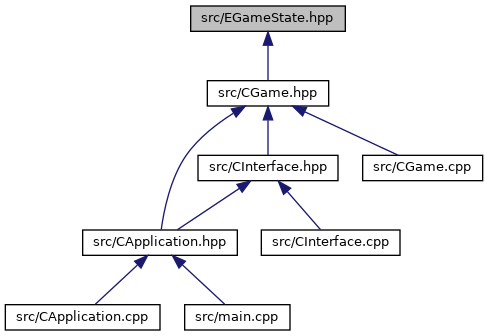 src/EGameState.hpp
src/CGame.hpp
src/CInterface.hpp
src/CGame.cpp
src/CApplication.hpp
src/CInterface.cpp
src/CApplication.cpp
src/main.cpp